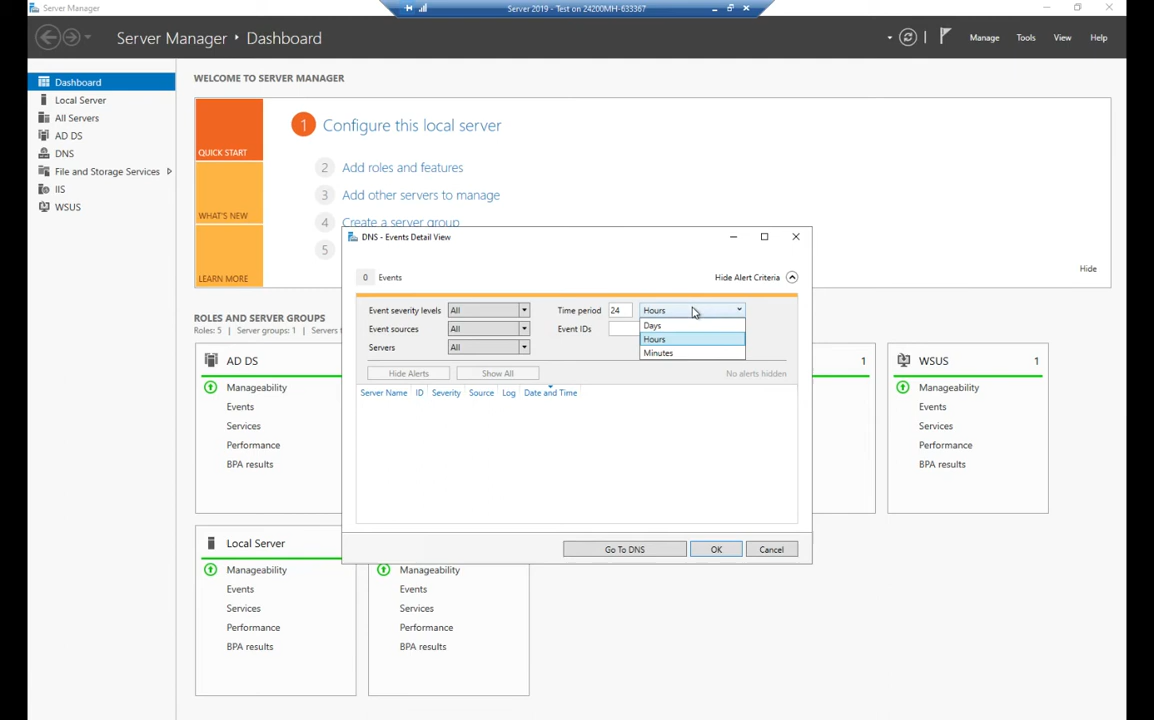 Server Manager
Server 2019 - Test on 24200MH-633367
Server Manager ‣ Dashboard
Manage
Tools
View
Help
Dashboard
Local Server
All Servers
AD DS
DNS
File and Storage Services
IIS
WSUS
WELCOME TO SERVER MANAGER
QUICK START
WHAT'S NEW
LEARN MORE
1 Configure this local server
2 Add roles and features
3 Add other servers to manage
4 Create a server group
5
Hide
ROLES AND SERVER GROUPS
Roles: 5 | Server groups: 1 | Servers
AD DS
Manageability
Events
Services
Performance
BPA results
1
WSUS 1
Manageability
Events
Services
Performance
BPA results
Local Server
Manageability
Events
Services
Performance
BPA results
Manageability
Events
Services
Performance
BPA results
DNS - Events Detail View
0 Events
Hide Alert Criteria
Event severity levels All
Time period 24 Hours
Event sources All
Event IDs
Servers All
Days
Hours
Minutes
Hide Alerts
Show All
No alerts hidden
Server Name ID Severity Source Log Date and Time
Go To DNS
OK
Cancel